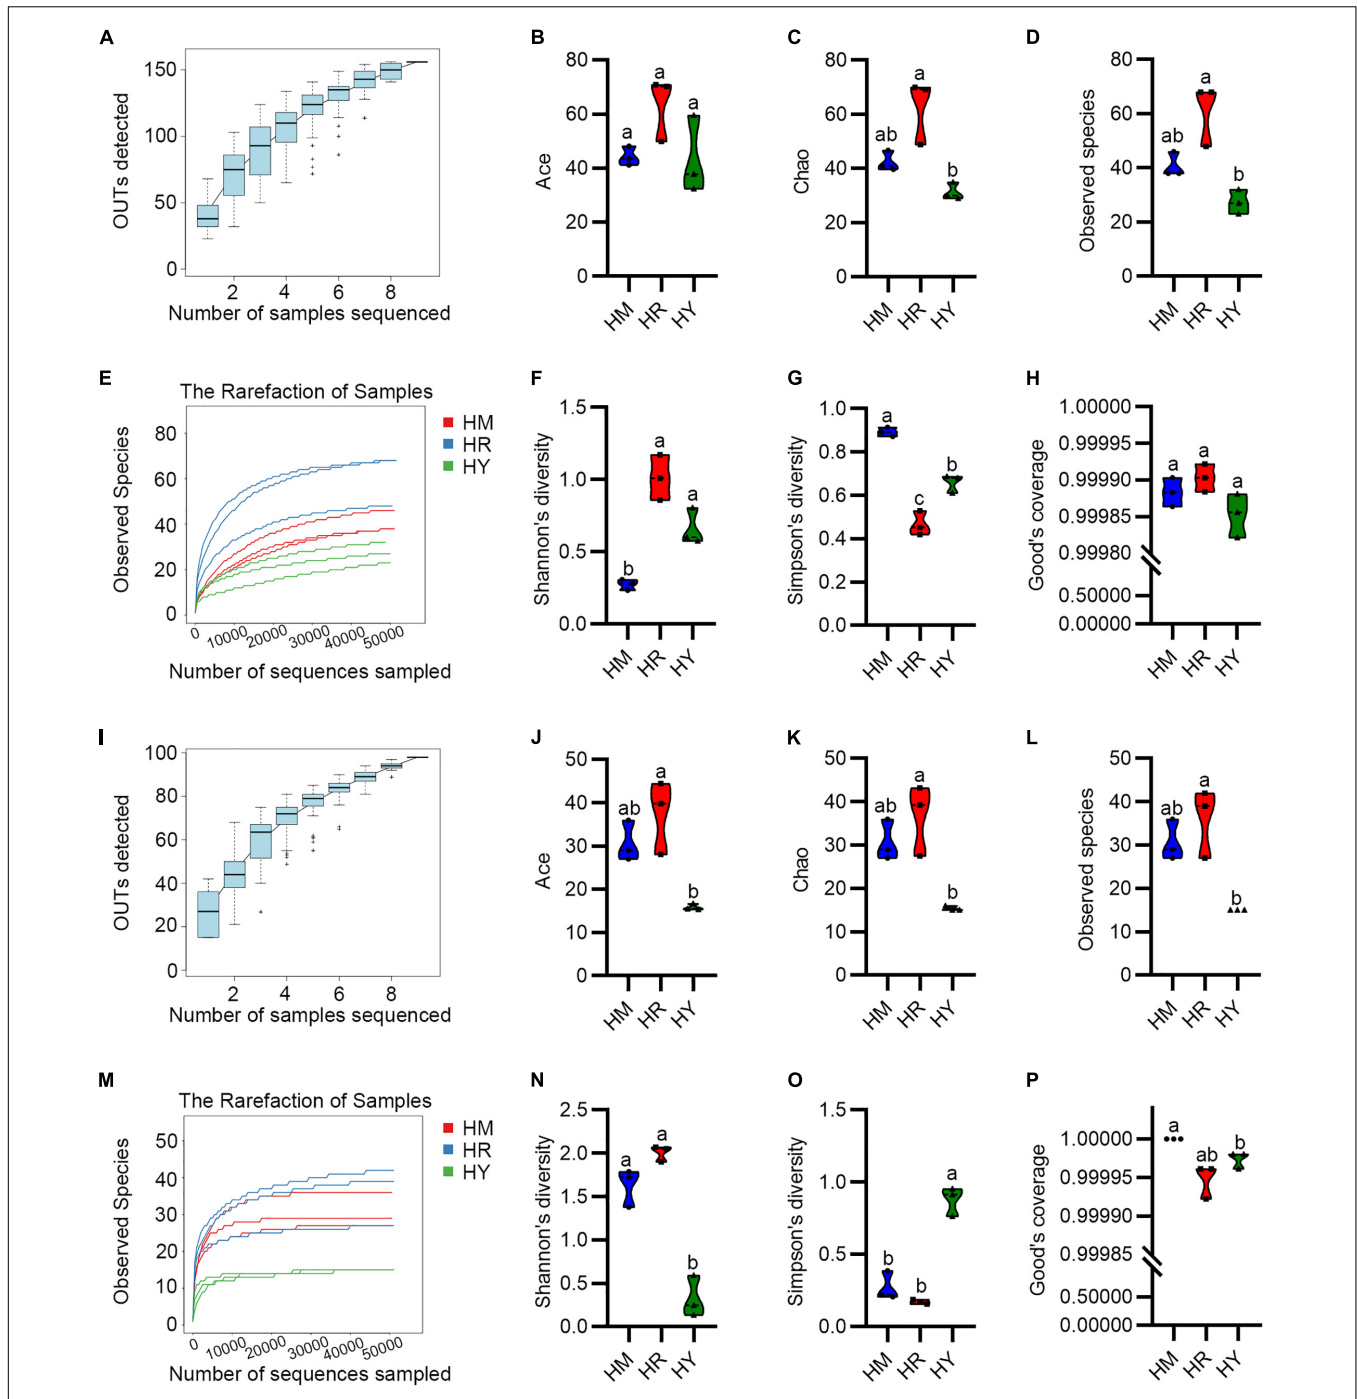 A
OUTs detected
150
100
50
0
2 4 6 8
Number of samples sequenced
B
Ace
80
60
40
20
0
a
a
a
HM HR HY
C
Chao
80
60
40
20
0
ab
a
b
HM HR HY
D
Observed species
80
60
40
20
0
ab
a
b
HM HR HY
E
The Rarefaction of Samples
Observed Species
80
60
40
20
0
0 10000 20000 30000 40000 50000
Number of sequences sampled
HM
HR
HY
F
Shannon's diversity
1.5
1.0
0.5
0.0
b
a
a
HM HR HY
G
Simpson's diversity
1.0
0.8
0.6
0.4
0.2
0.0
a
c
b
HM HR HY
H
Good's coverage
1.00000
0.99995
0.99990
0.99985
0.99980
0.50000
0.00000
a
a
a
HM HR HY
I
OUTs detected
100
80
60
40
20
0
2 4 6 8
Number of samples sequenced
J
Ace
50
40
30
20
10
0
ab
a
b
HM HR HY
K
Chao
50
40
30
20
10
0
ab
a
b
HM HR HY
L
Observed species
50
40
30
20
10
0
ab
a
b
HM HR HY
M
The Rarefaction of Samples
Observed Species
50
40
30
20
10
0
0 10000 20000 30000 40000 50000
Number of sequences sampled
HM
HR
HY
N
Shannon's diversity
2.5
2.0
1.5
1.0
0.5
0.0
a
a
b
HM HR HY
O
Simpson's diversity
1.5
1.0
0.5
0.0
b
b
a
HM HR HY
P
Good's coverage
1.00000
0.99995
0.99990
0.99985
0.50000
0.00000
a
ab
b
HM HR HY